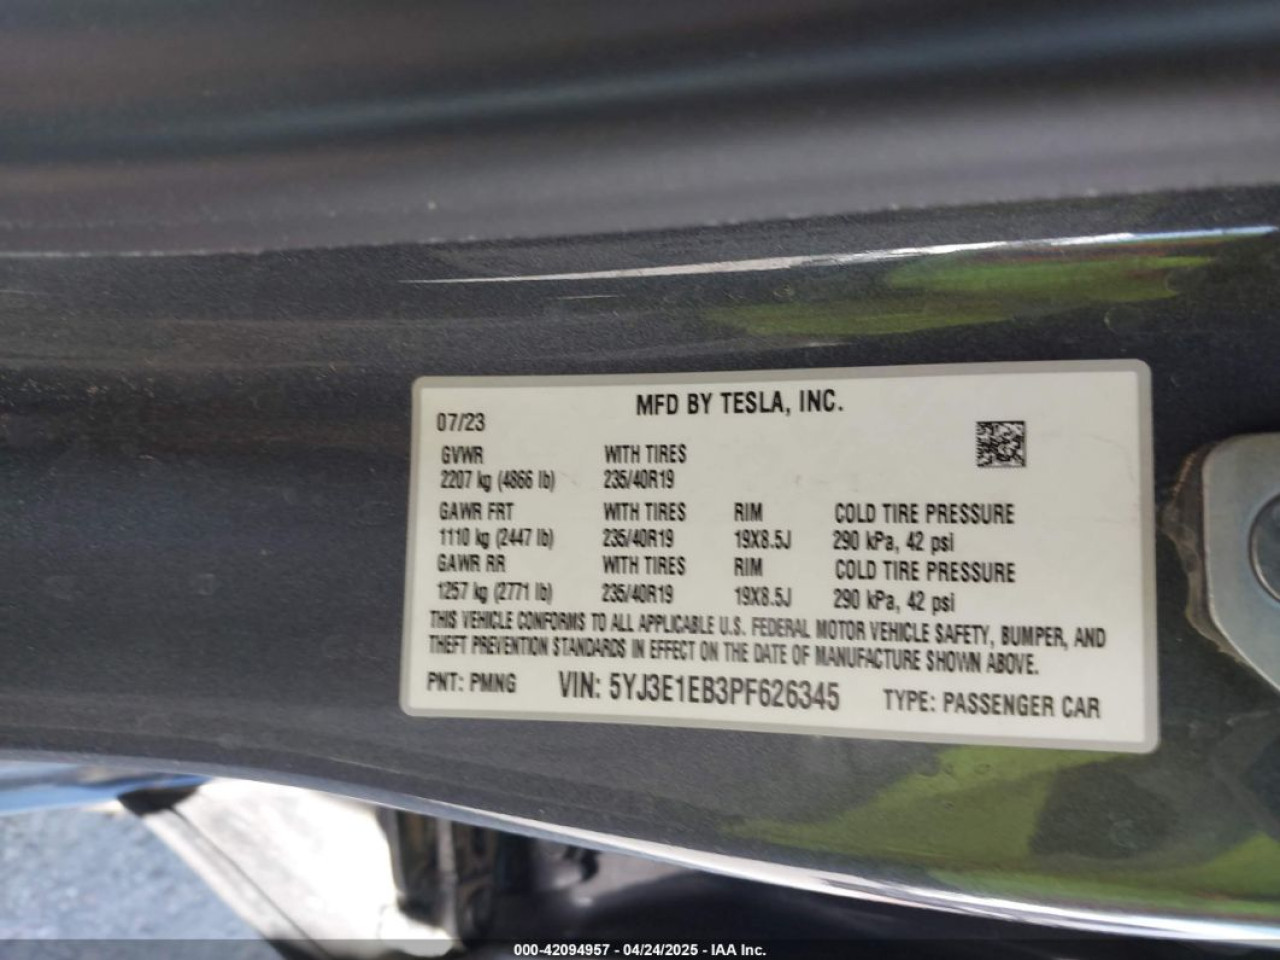 MFD BY TESLA, INC.
07/23
GVWR WITH TIRES
2207 kg (4866 lb) 235/40R19
GAWR FRT WITH TIRES RIM COLD TIRE PRESSURE
1110 kg (2447 lb) 235/40R19 19X8.5J 290 kPa, 42 psi
GAWR RR WITH TIRES RIM COLD TIRE PRESSURE
1257 kg (2771 lb) 235/40R19 19X8.5J 290 kPa, 42 psi
THIS VEHICLE CONFORMS TO ALL APPLICABLE U.S. FEDERAL MOTOR VEHICLE SAFETY, BUMPER, AND
THEFT PREVENTION STANDARDS IN EFFECT ON THE DATE OF MANUFACTURE SHOWN ABOVE.
PNT: PMNG VIN: 5YJ3E1EB3PF626345 TYPE: PASSENGER CAR
000-42094957 - 04/24/2025 - IAA Inc.